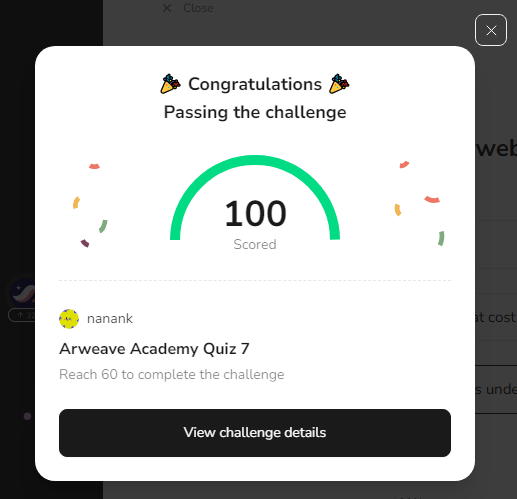 Close
Congratulations
Passing the challenge
web
100
Scored
nanank
at cost
Arweave Academy Quiz 7
Reach 60 to complete the challenge
s unde
View challenge details